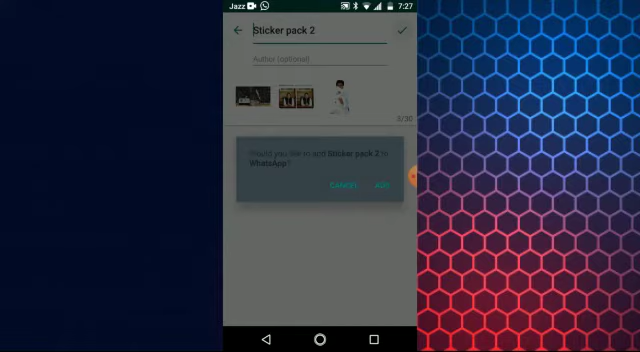 Jazz 7:27
Sticker pack 2
Author (optional)
3/30
Would you like to add Sticker pack 2 to
WhatsApp?
CANCEL ADD